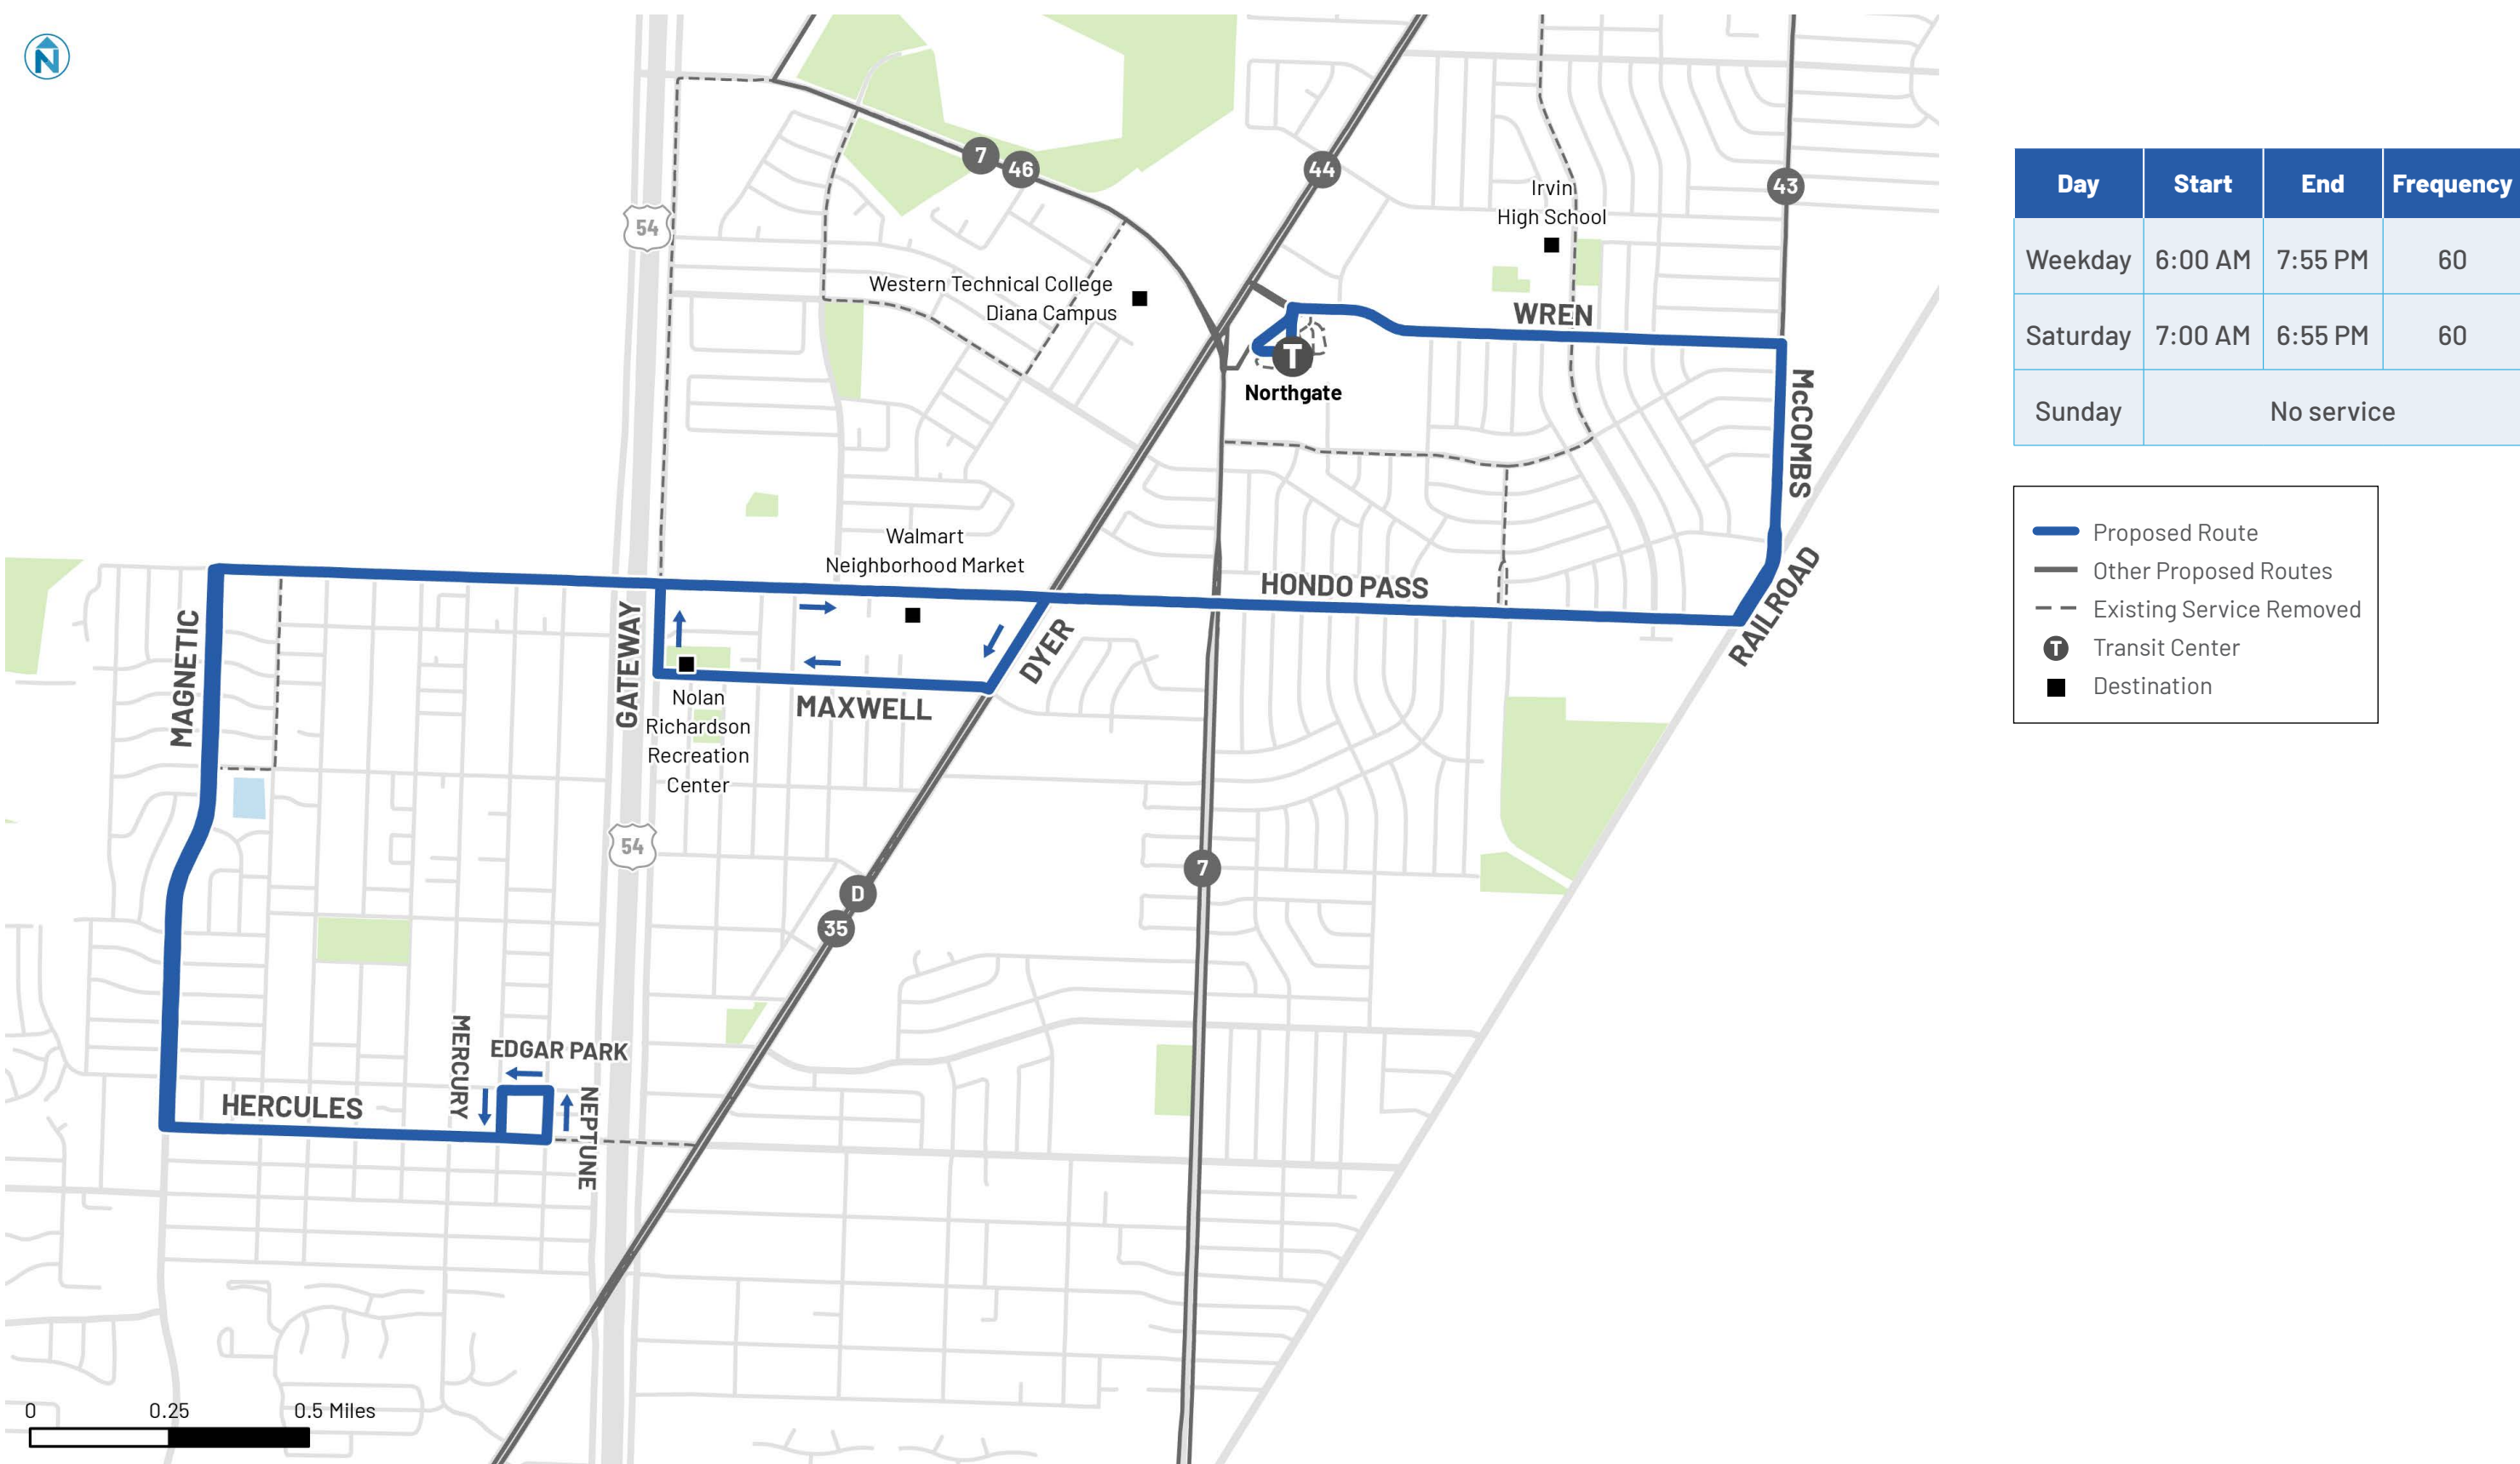 N
7
46
44
43
54
Irvin
High School
Western Technical College
Diana Campus
WREN
T
Northgate
McCOMBS
Walmart
Neighborhood Market
HONDO PASS
RAILROAD
MAGNETIC
GATEWAY
DYER
MAXWELL
Nolan
Richardson
Recreation
Center
54
7
D
35
MERCURY
EDGAR PARK
NEPTUNE
HERCULES
0 0.25 0.5 Miles
Day Start End Frequency
Weekday 6:00 AM 7:55 PM 60
Saturday 7:00 AM 6:55 PM 60
Sunday No service
Proposed Route
Other Proposed Routes
Existing Service Removed
T Transit Center
Destination